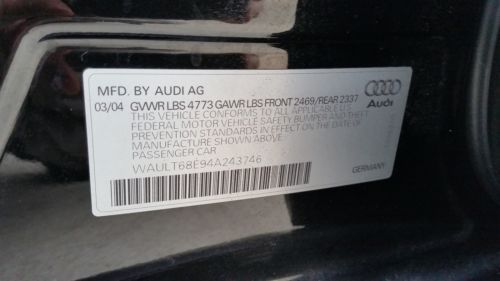 MFD. BY AUDI AG
03/04 GVWR LBS 4773 GAWR LBS FRONT 2469/REAR 2337
THIS VEHICLE CONFORMS TO ALL APPLICABLE U.S.
FEDERAL MOTOR VEHICLE SAFETY BUMPER AND THEFT
PREVENTION STANDARDS IN EFFECT ON THE DATE OF
MANUFACTURE SHOWN ABOVE
PASSENGER CAR
WAULT68E94A243746
Audi
GERMANY